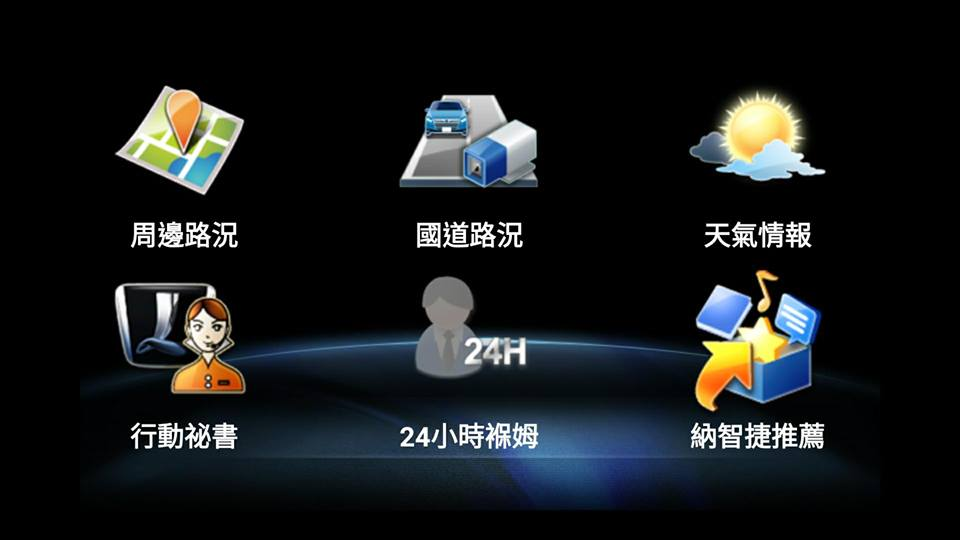 周邊路況
國道路況
天氣情報
24H
行動祕書
24小時褓姆
納智捷推薦